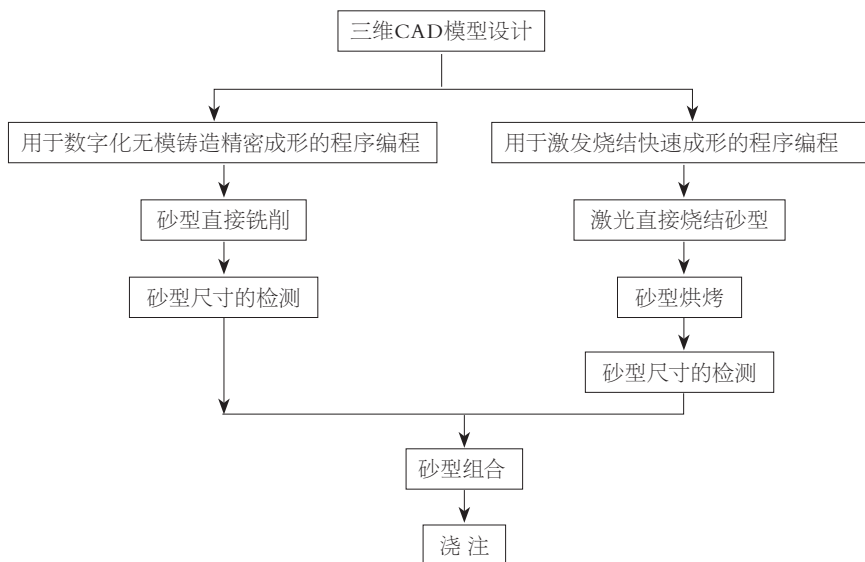 三维CAD模型设计
用于数字化无模铸造精密成形的程序编程
用于激发烧结快速成形的程序编程
砂型直接铣削
激光直接烧结砂型
砂型尺寸的检测
砂型烘烤
砂型尺寸的检测
砂型组合
浇 注